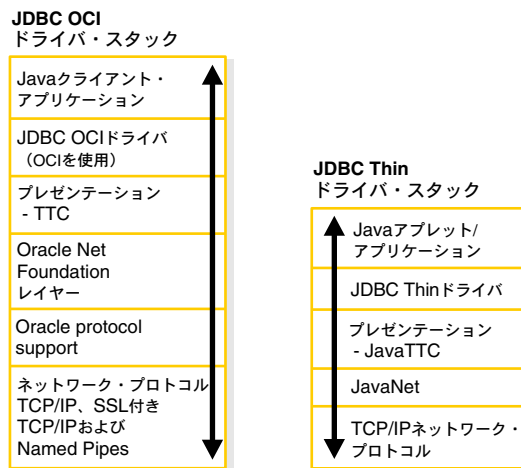 JDBC OCI
ドライバ・スタック
Javaクライアント・
アプリケーション
JDBC OCIドライバ
（OCIを使用）
プレゼンテーション
- TTC
Oracle Net
Foundation
レイヤー
Oracle protocol
support
ネットワーク・プロトコル
TCP/IP、SSL付き
TCP/IPおよび
Named Pipes
JDBC Thin
ドライバ・スタック
Javaアプレット/
アプリケーション
JDBC Thinドライバ
プレゼンテーション
- JavaTTC
JavaNet
TCP/IPネットワーク・
プロトコル